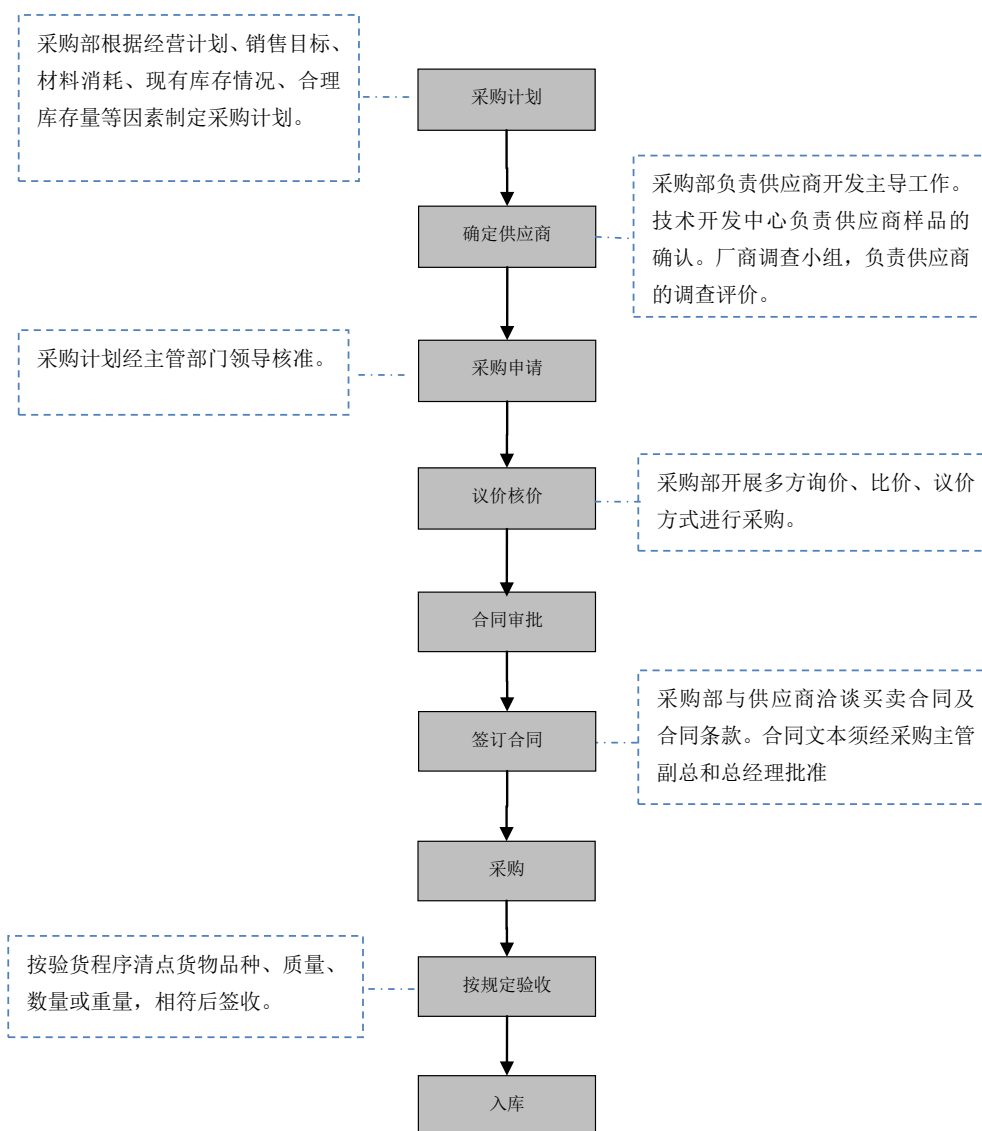 采购部根据经营计划、销售目标、
材料消耗、现有库存情况、合理
库存量等因素制定采购计划。
采购计划
采购部负责供应商开发主导工作。
技术开发中心负责供应商样品的
确认。厂商调查小组，负责供应商
的调查评价。
确定供应商
采购计划经主管部门领导核准。
采购申请
采购部开展多方询价、比价、议价
方式进行采购。
议价核价
合同审批
采购部与供应商洽谈买卖合同及
合同条款。合同文本须经采购主管
副总和总经理批准
签订合同
采购
按验货程序清点货物品种、质量、
数量或重量，相符后签收。
按规定验收
入库